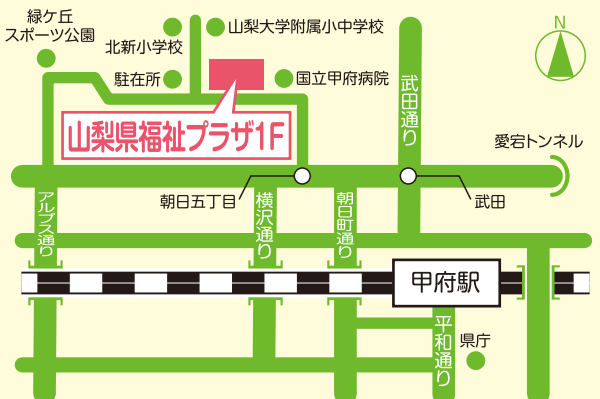 緑ケ丘
スポーツ公園
北新小学校
山梨大学附属小中学校
N
駐在所
国立甲府病院
武田通り
山梨県福祉プラザ1F
愛宕トンネル
朝日五丁目
武田
アルプス通り
横沢通り
朝日町通り
甲府駅
平和通り
県庁